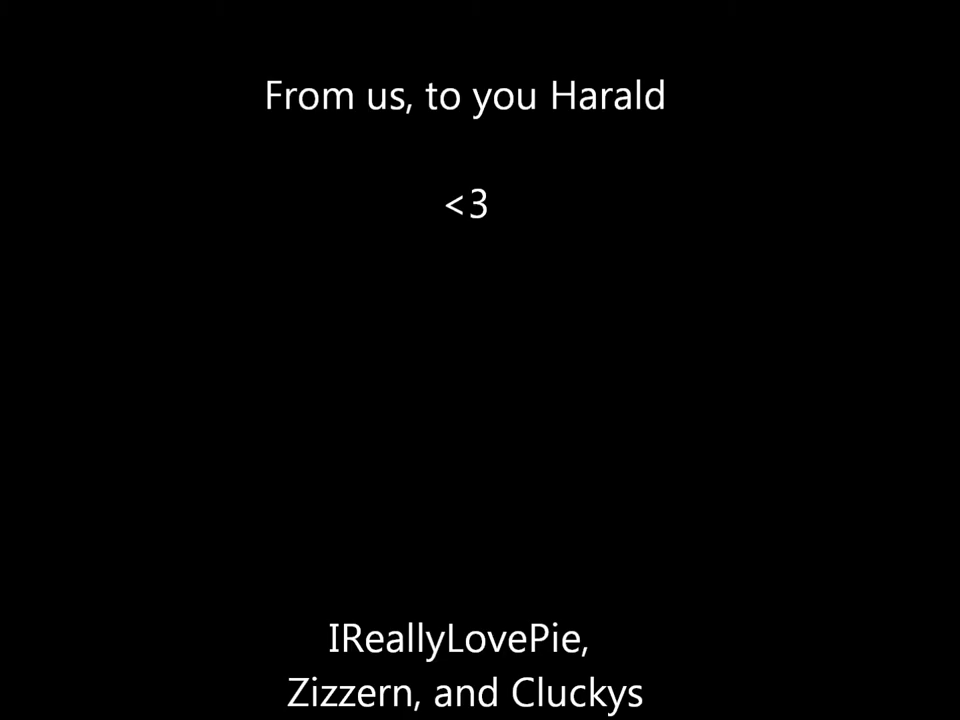 From us, to you Harald
<3
IReallyLovePie,
Zizzern, and Cluckys